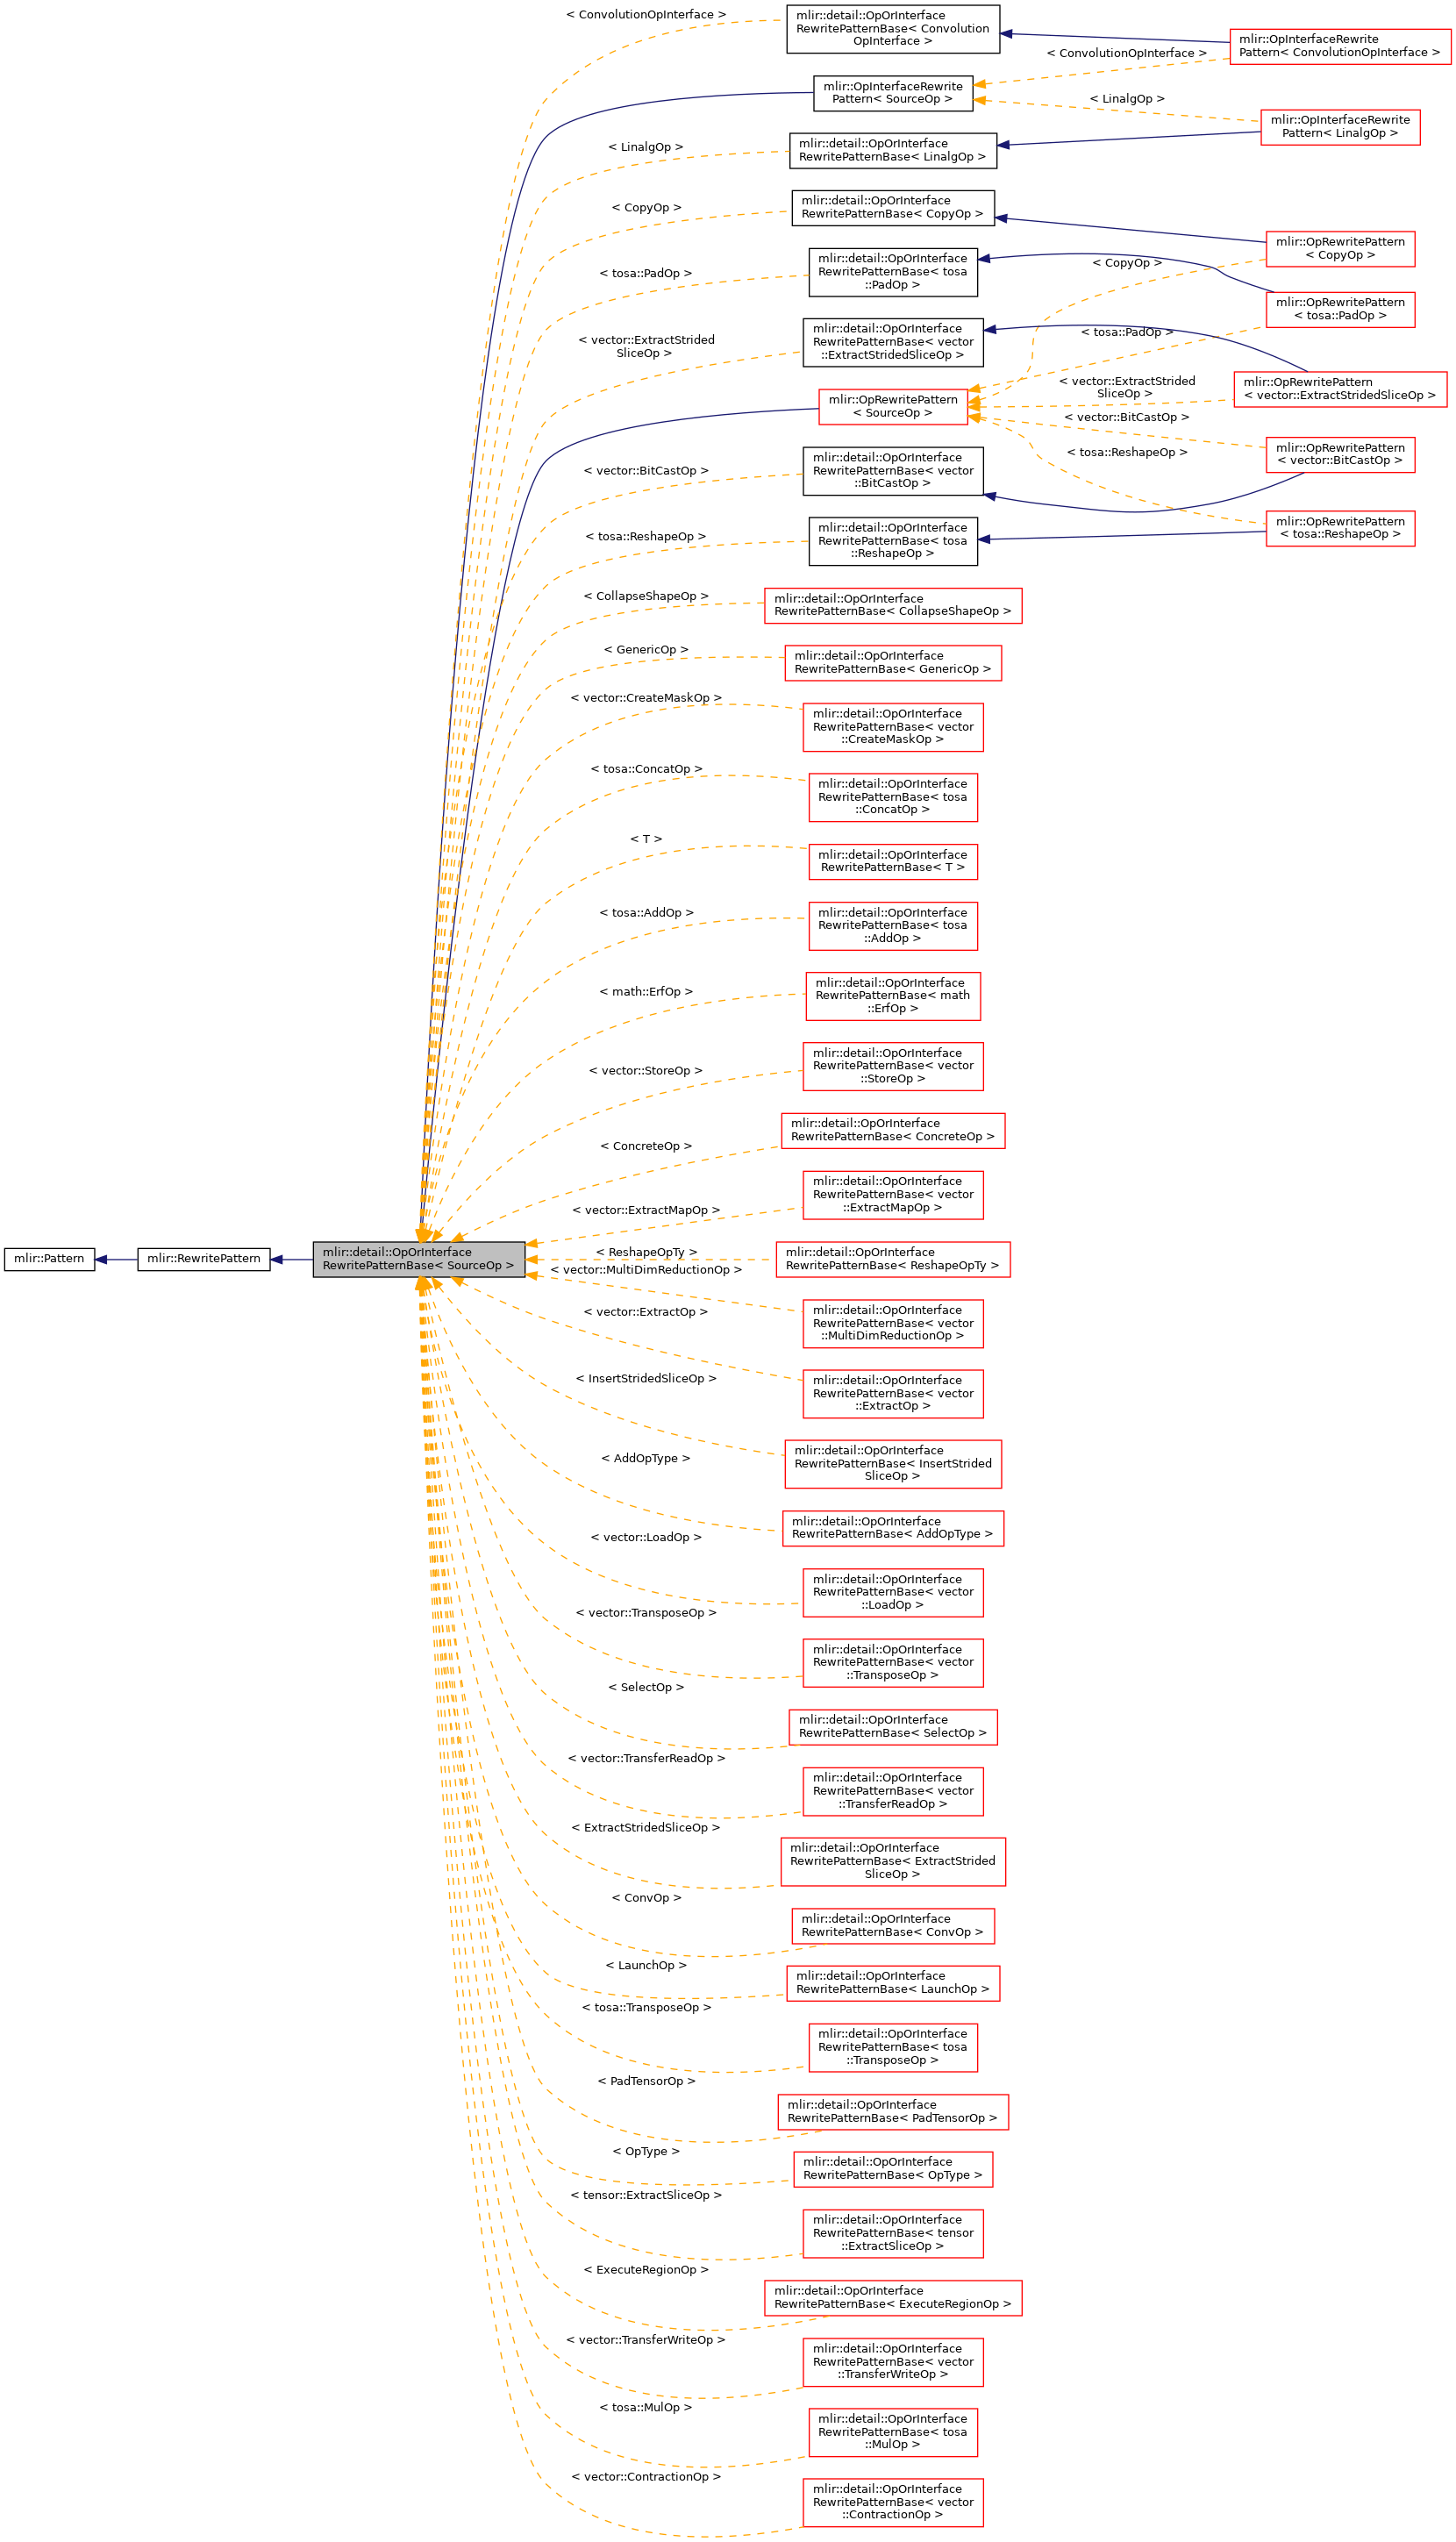 < ConvolutionOpInterface >
mlir::detail::OpOrInterface
RewritePatternBase< Convolution
OpInterface >
mlir::OpInterfaceRewrite
Pattern< ConvolutionOpInterface >
< ConvolutionOpInterface >
mlir::OpInterfaceRewrite
Pattern< SourceOp >
< LinalgOp >
mlir::OpInterfaceRewrite
Pattern< LinalgOp >
< LinalgOp >
mlir::detail::OpOrInterface
RewritePatternBase< LinalgOp >
< CopyOp >
mlir::detail::OpOrInterface
RewritePatternBase< CopyOp >
mlir::OpRewritePattern
< CopyOp >
< CopyOp >
< tosa::PadOp >
mlir::detail::OpOrInterface
RewritePatternBase< tosa
::PadOp >
mlir::OpRewritePattern
< tosa::PadOp >
< tosa::PadOp >
< vector::ExtractStrided
SliceOp >
mlir::detail::OpOrInterface
RewritePatternBase< vector
::ExtractStridedSliceOp >
< vector::ExtractStrided
SliceOp >
mlir::OpRewritePattern
< vector::ExtractStridedSliceOp >
mlir::OpRewritePattern
< SourceOp >
< vector::BitCastOp >
mlir::OpRewritePattern
< vector::BitCastOp >
< vector::BitCastOp >
mlir::detail::OpOrInterface
RewritePatternBase< vector
::BitCastOp >
< tosa::ReshapeOp >
mlir::OpRewritePattern
< tosa::ReshapeOp >
< tosa::ReshapeOp >
mlir::detail::OpOrInterface
RewritePatternBase< tosa
::ReshapeOp >
< CollapseShapeOp >
mlir::detail::OpOrInterface
RewritePatternBase< CollapseShapeOp >
< GenericOp >
mlir::detail::OpOrInterface
RewritePatternBase< GenericOp >
< vector::CreateMaskOp >
mlir::detail::OpOrInterface
RewritePatternBase< vector
::CreateMaskOp >
< tosa::ConcatOp >
mlir::detail::OpOrInterface
RewritePatternBase< tosa
::ConcatOp >
< T >
mlir::detail::OpOrInterface
RewritePatternBase< T >
< tosa::AddOp >
mlir::detail::OpOrInterface
RewritePatternBase< tosa
::AddOp >
< math::ErfOp >
mlir::detail::OpOrInterface
RewritePatternBase< math
::ErfOp >
< vector::StoreOp >
mlir::detail::OpOrInterface
RewritePatternBase< vector
::StoreOp >
< ConcreteOp >
mlir::detail::OpOrInterface
RewritePatternBase< ConcreteOp >
< vector::ExtractMapOp >
mlir::detail::OpOrInterface
RewritePatternBase< vector
::ExtractMapOp >
mlir::Pattern
mlir::RewritePattern
mlir::detail::OpOrInterface
RewritePatternBase< SourceOp >
< ReshapeOpTy >
mlir::detail::OpOrInterface
RewritePatternBase< ReshapeOpTy >
< vector::MultiDimReductionOp >
mlir::detail::OpOrInterface
RewritePatternBase< vector
::MultiDimReductionOp >
< vector::ExtractOp >
mlir::detail::OpOrInterface
RewritePatternBase< vector
::ExtractOp >
< InsertStridedSliceOp >
mlir::detail::OpOrInterface
RewritePatternBase< InsertStrided
SliceOp >
< AddOpType >
mlir::detail::OpOrInterface
RewritePatternBase< AddOpType >
< vector::LoadOp >
mlir::detail::OpOrInterface
RewritePatternBase< vector
::LoadOp >
< vector::TransposeOp >
mlir::detail::OpOrInterface
RewritePatternBase< vector
::TransposeOp >
< SelectOp >
mlir::detail::OpOrInterface
RewritePatternBase< SelectOp >
< vector::TransferReadOp >
mlir::detail::OpOrInterface
RewritePatternBase< vector
::TransferReadOp >
< ExtractStridedSliceOp >
mlir::detail::OpOrInterface
RewritePatternBase< ExtractStrided
SliceOp >
< ConvOp >
mlir::detail::OpOrInterface
RewritePatternBase< ConvOp >
< LaunchOp >
mlir::detail::OpOrInterface
RewritePatternBase< LaunchOp >
< tosa::TransposeOp >
mlir::detail::OpOrInterface
RewritePatternBase< tosa
::TransposeOp >
< PadTensorOp >
mlir::detail::OpOrInterface
RewritePatternBase< PadTensorOp >
< OpType >
mlir::detail::OpOrInterface
RewritePatternBase< OpType >
< tensor::ExtractSliceOp >
mlir::detail::OpOrInterface
RewritePatternBase< tensor
::ExtractSliceOp >
< ExecuteRegionOp >
mlir::detail::OpOrInterface
RewritePatternBase< ExecuteRegionOp >
< vector::TransferWriteOp >
mlir::detail::OpOrInterface
RewritePatternBase< vector
::TransferWriteOp >
< tosa::MulOp >
mlir::detail::OpOrInterface
RewritePatternBase< tosa
::MulOp >
< vector::ContractionOp >
mlir::detail::OpOrInterface
RewritePatternBase< vector
::ContractionOp >